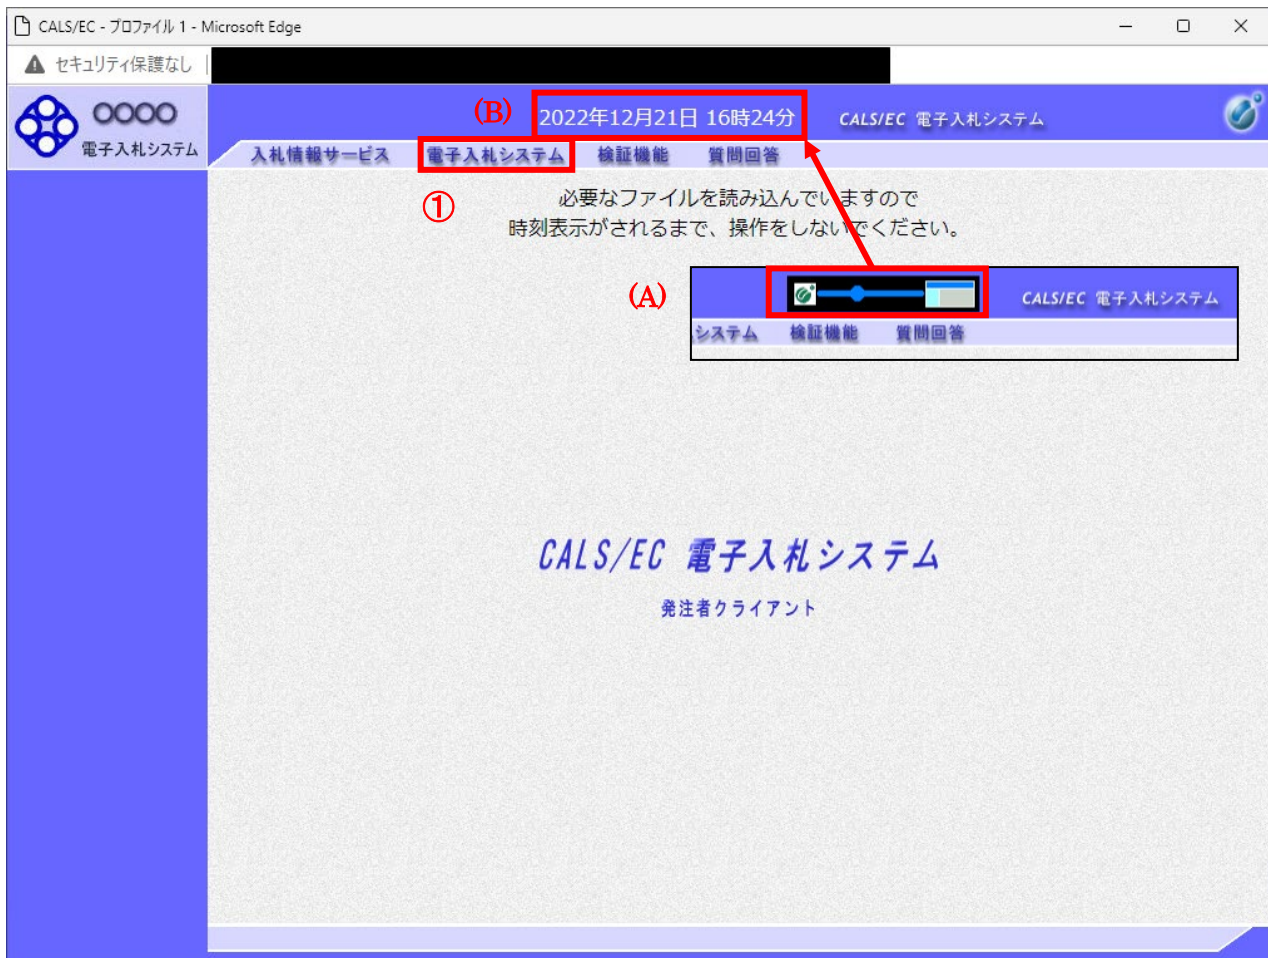 CALS/EC - プロファイル 1 - Microsoft Edge
セキュリティ保護なし
○○○○
電子入札システム
(B)
2022年12月21日 16時24分
CALS/EC 電子入札システム
入札情報サービス 電子入札システム 検証機能 質問回答
①
必要なファイルを読み込んでいますので
時刻表示がされるまで、操作をしないでください。
(A)
CALS/EC 電子入札システム
システム 検証機能 質問回答
CALS/EC 電子入札システム
発注者クライアント